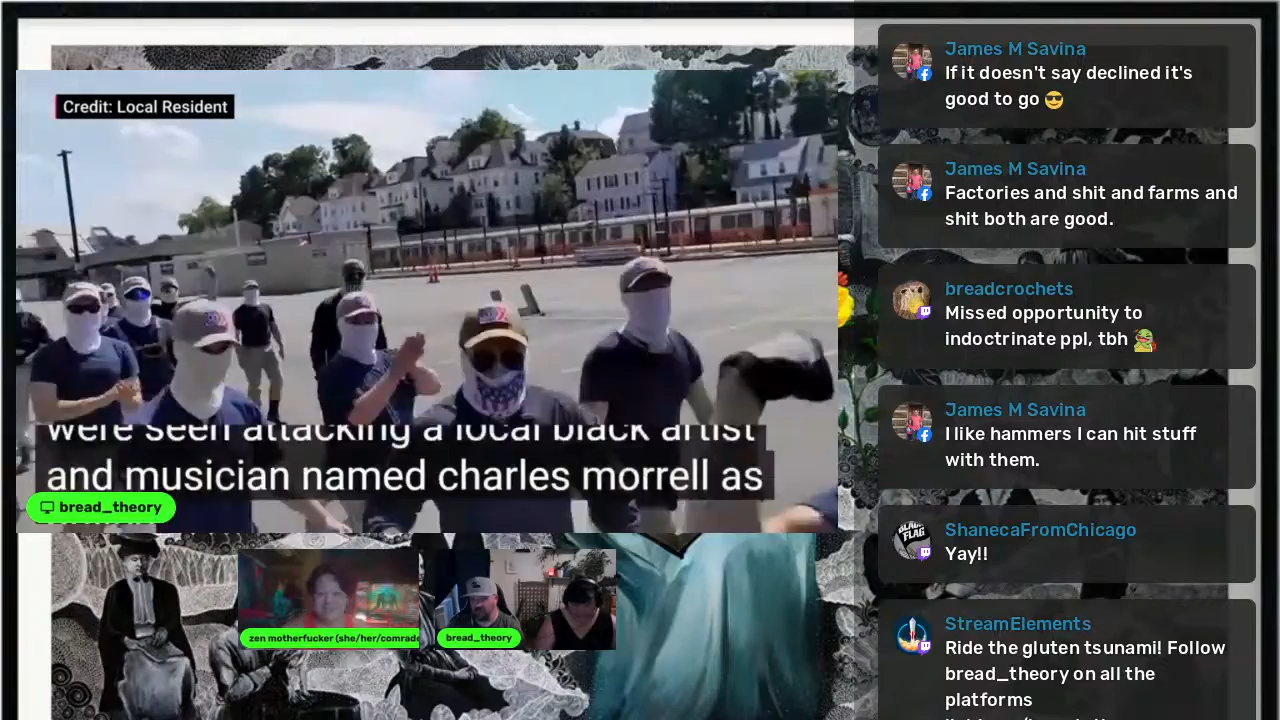 Credit: Local Resident
were seen attacking a local black artist
and musician named charles morrell as
bread_theory
zen motherfucker (she/her/comrade
bread_theory
James M Savina
If it doesn't say declined it's
good to go 😎
James M Savina
Factories and shit and farms and
shit both are good.
breadcrochets
Missed opportunity to
indoctrinate ppl, tbh
James M Savina
I like hammers I can hit stuff
with them.
BLACK
FLAG
ShanecaFromChicago
Yay!!
StreamElements
Ride the gluten tsunami! Follow
bread_theory on all the
platforms